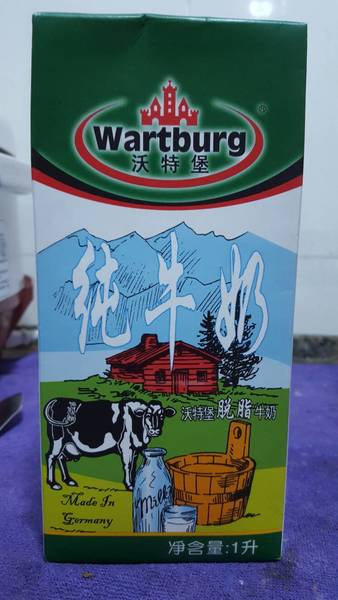 Wartburg
®
沃特堡
纯牛奶
沃特堡脱脂牛奶
Milk
Made In
Germany
净含量:1升